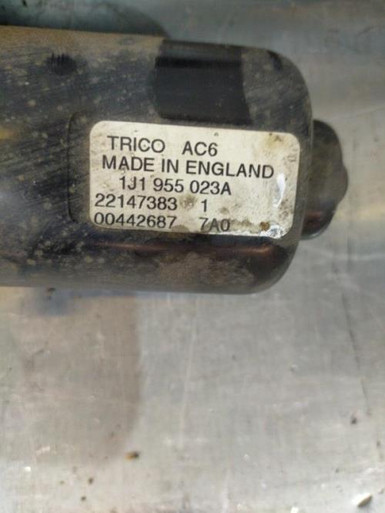 TRICO AC6
MADE IN ENGLAND
1J1 955 023A
22147383 1
00442687 7A0